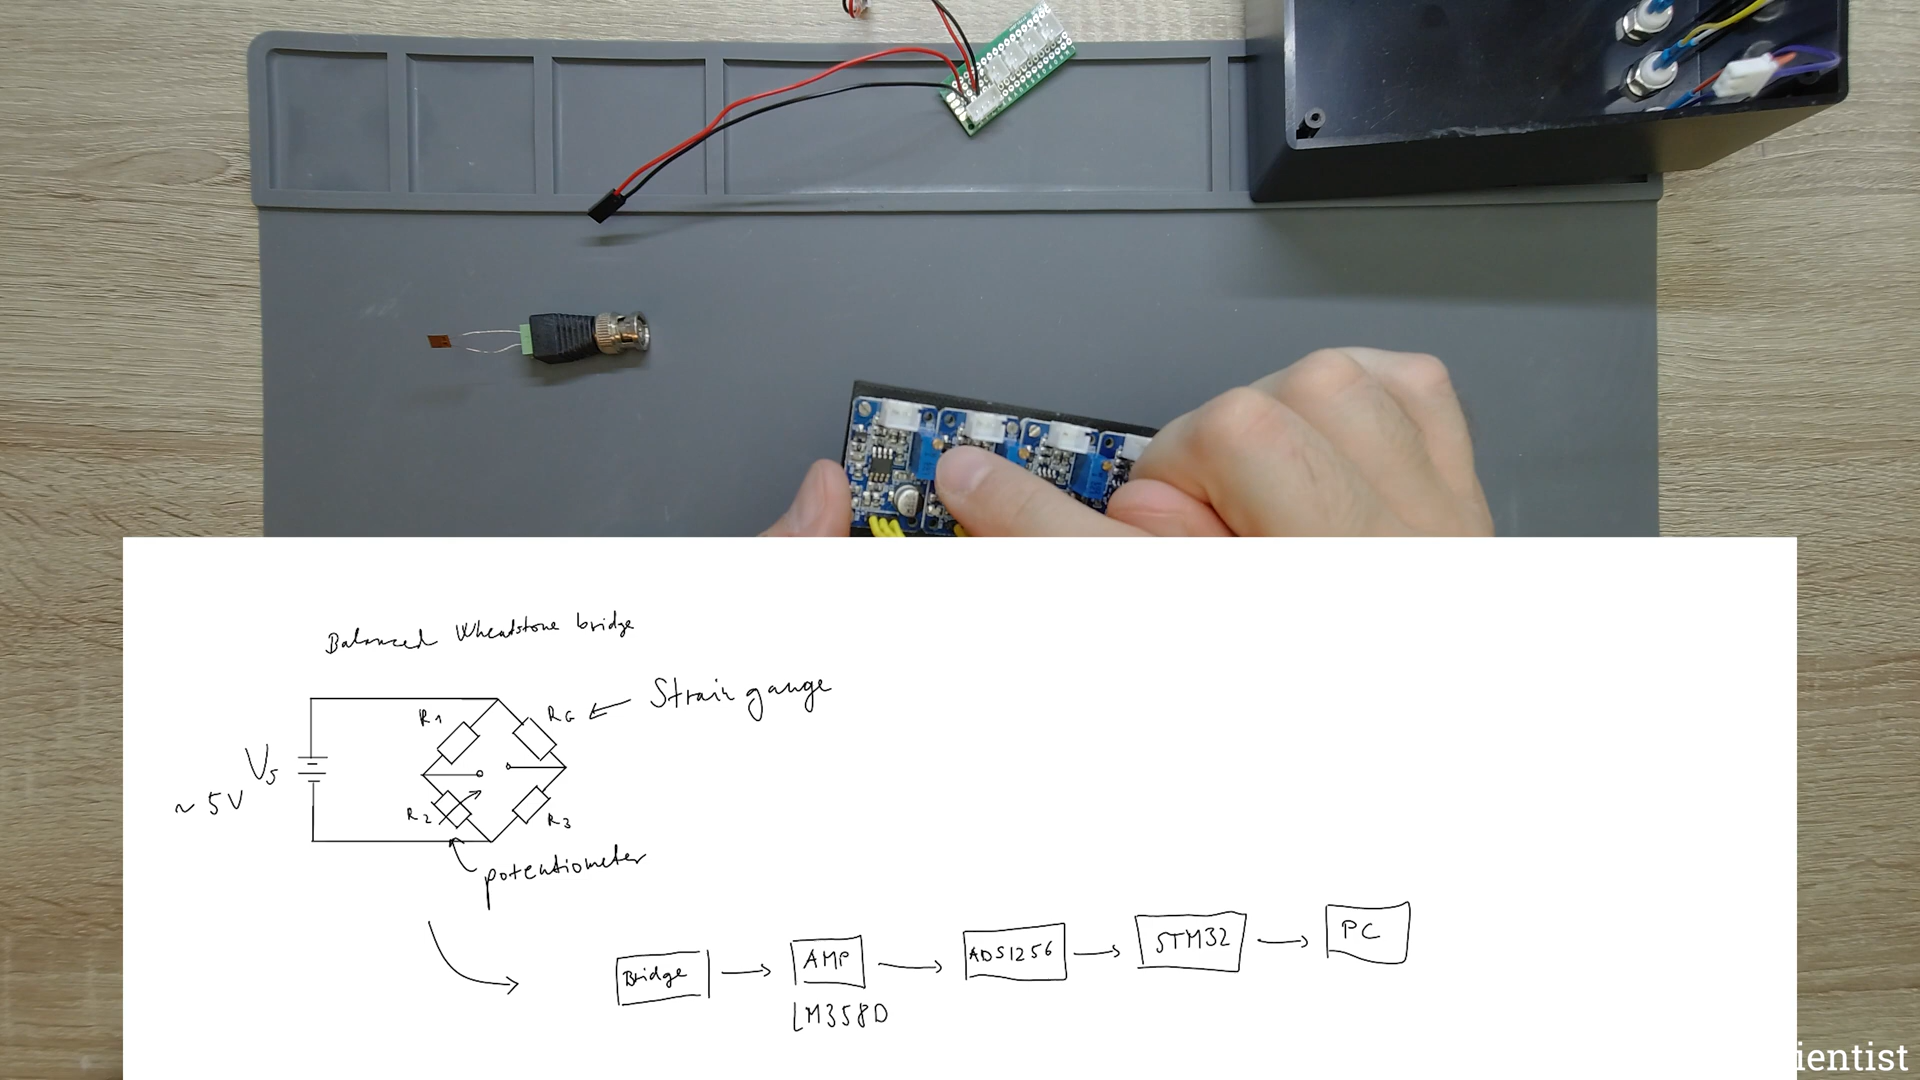 Balanced Wheatstone bridge
R1
RG
Strain gauge
VS
~ 5V
R2
R3
potentiometer
Bridge
AMP
ADS1256
STM32
PC
LM358D
ientist